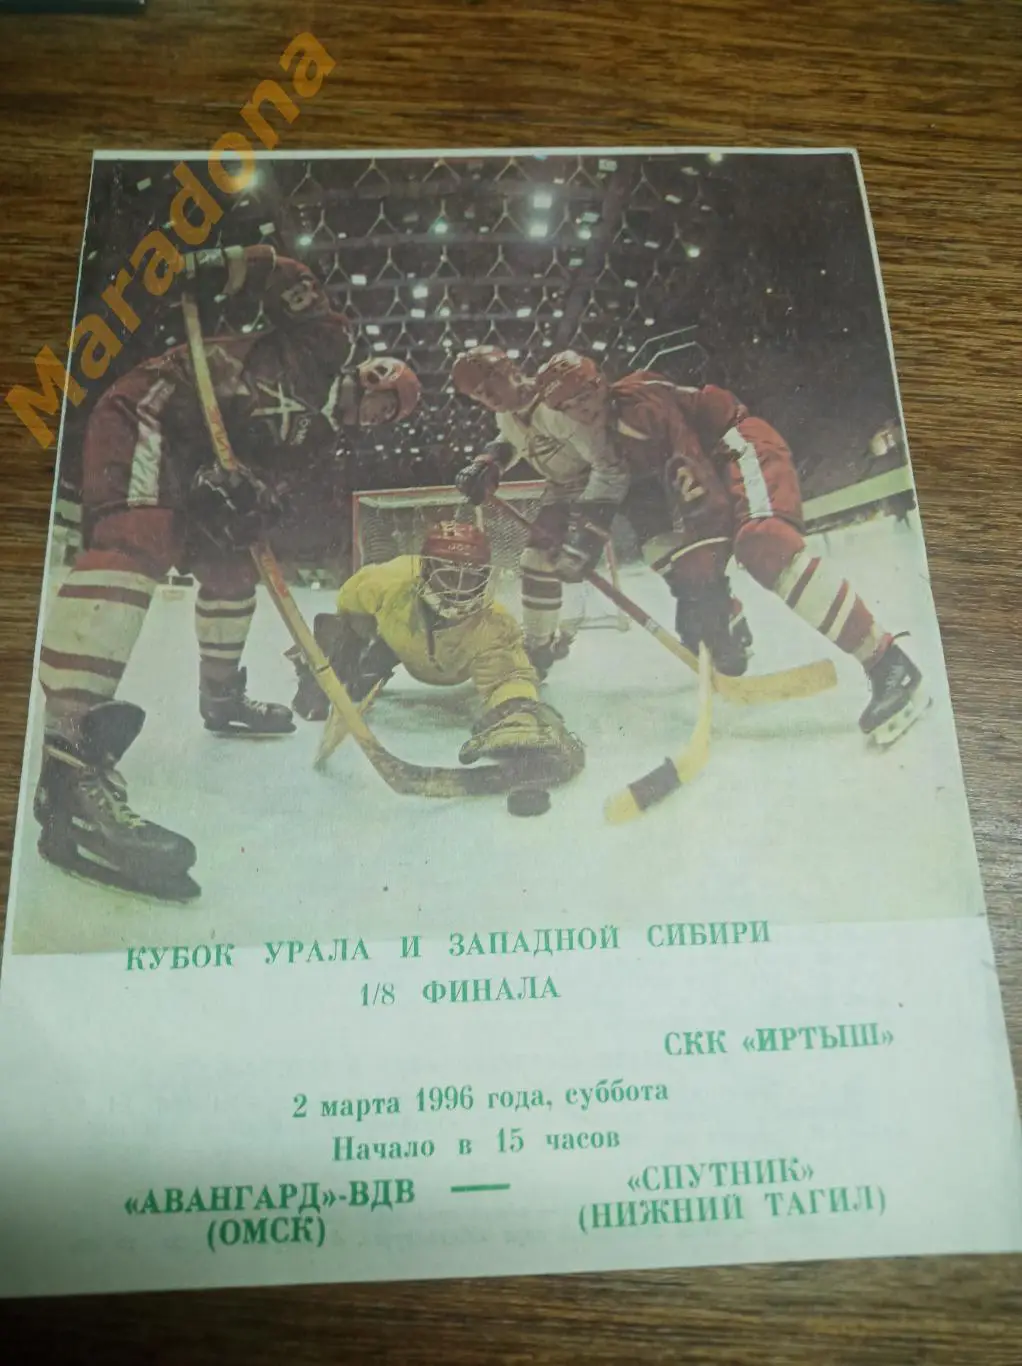 Maradona
КУБОК УРАЛА И ЗАПАДНОЙ СИБИРИ
1/8 ФИНАЛА
СКК «ИРТЫШ»
2 марта 1996 года, суббота
Начало в 15 часов
«АВАНГАРД»-ВДВ — «СПУТНИК»
(ОМСК) (НИЖНИЙ ТАГИЛ)
2